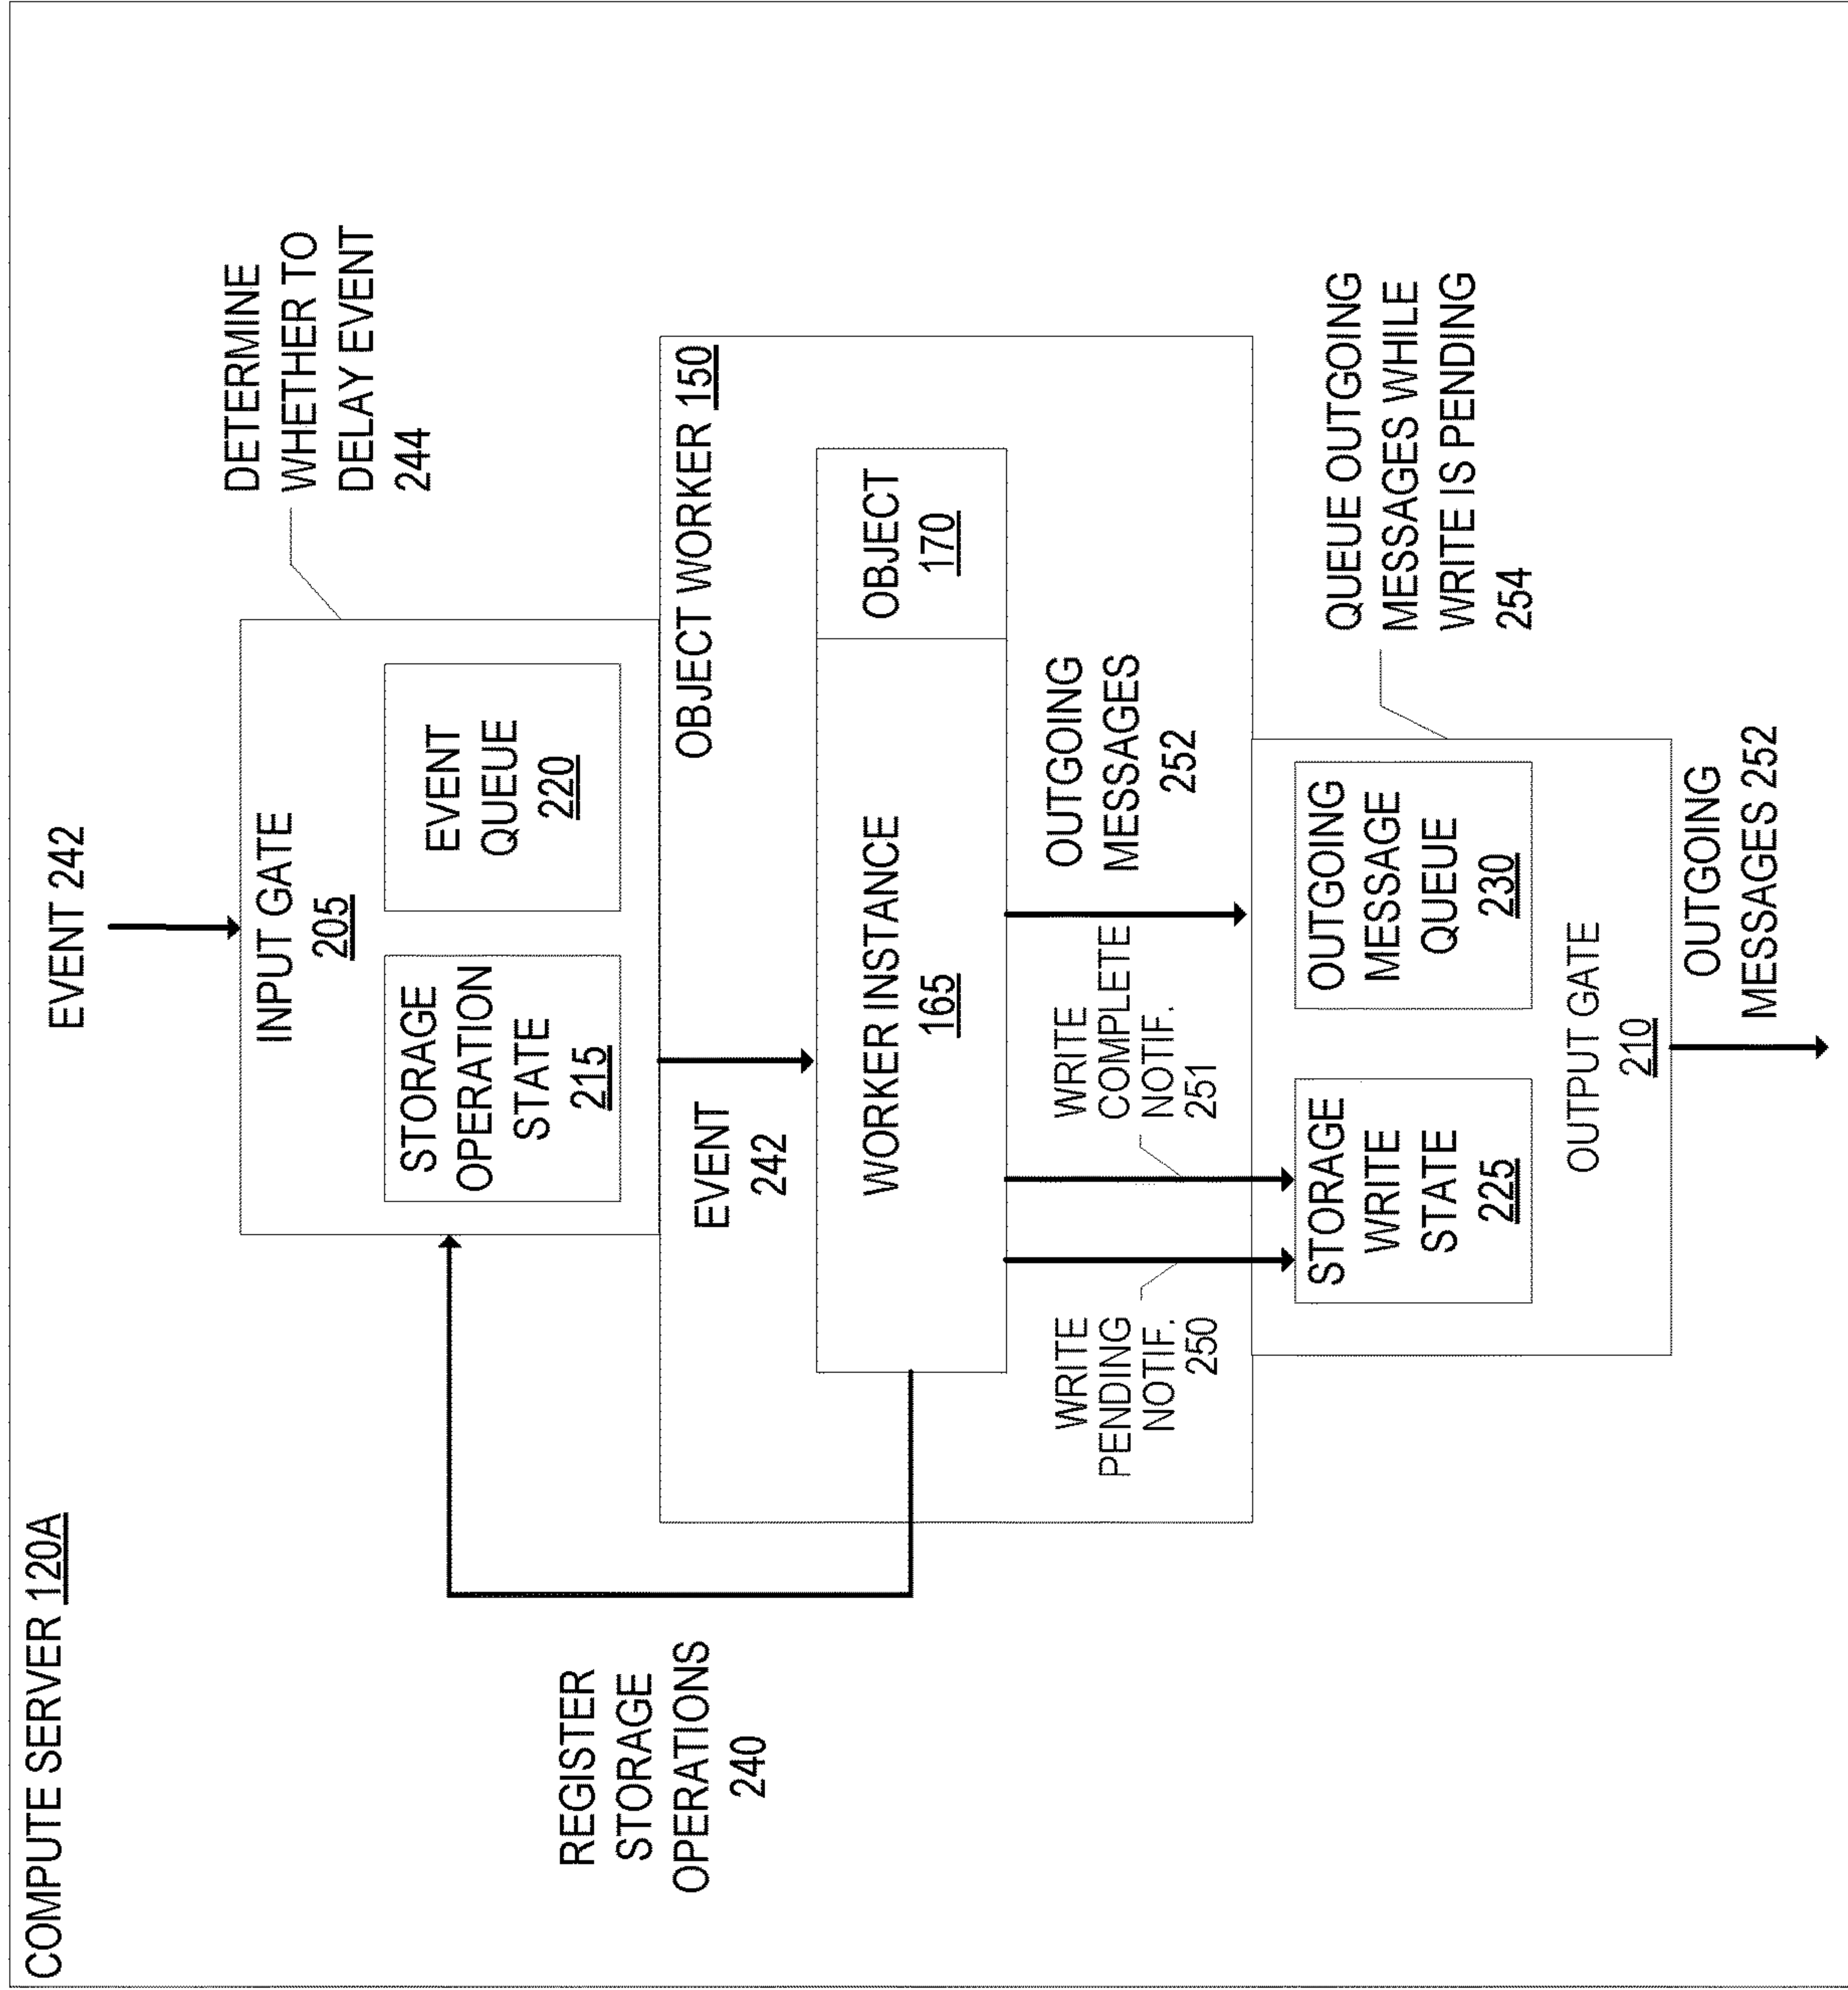 COMPUTE SERVER 120A
EVENT 242
INPUT GATE
205
STORAGE
OPERATION
STATE
215
EVENT
QUEUE
220
DETERMINE
WHETHER TO
DELAY EVENT
244
REGISTER
STORAGE
OPERATIONS
240
OBJECT WORKER 150
EVENT
242
WORKER INSTANCE
165
OBJECT
170
WRITE
PENDING
NOTIF.
250
WRITE
COMPLETE
NOTIF.
251
OUTGOING
MESSAGES
252
STORAGE
WRITE
STATE
225
OUTGOING
MESSAGE
QUEUE
230
OUTPUT GATE
210
QUEUE OUTGOING
MESSAGES WHILE
WRITE IS PENDING
254
OUTGOING
MESSAGES 252